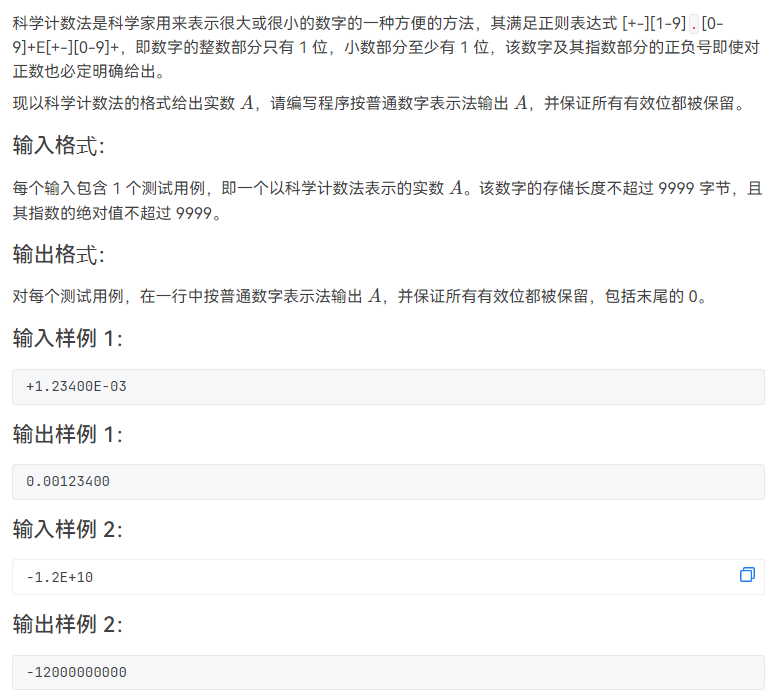 科学计数法是科学家用来表示很大或很小的数字的一种方便的方法，其满足正则表达式 [+-][1-9] . [0-
9]+E[+-][0-9]+，即数字的整数部分只有 1 位，小数部分至少有 1 位，该数字及其指数部分的正负号即使对
正数也必定明确给出。
现以科学计数法的格式给出实数 A，请编写程序按普通数字表示法输出 A，并保证所有有效位都被保留。
输入格式：
每个输入包含 1 个测试用例，即一个以科学计数法表示的实数 A。该数字的存储长度不超过 9999 字节，且
其指数的绝对值不超过 9999。
输出格式：
对每个测试用例，在一行中按普通数字表示法输出 A，并保证所有有效位都被保留，包括末尾的 0。
输入样例 1：
+1.23400E-03
输出样例 1：
0.00123400
输入样例 2：
-1.2E+10
输出样例 2：
-12000000000